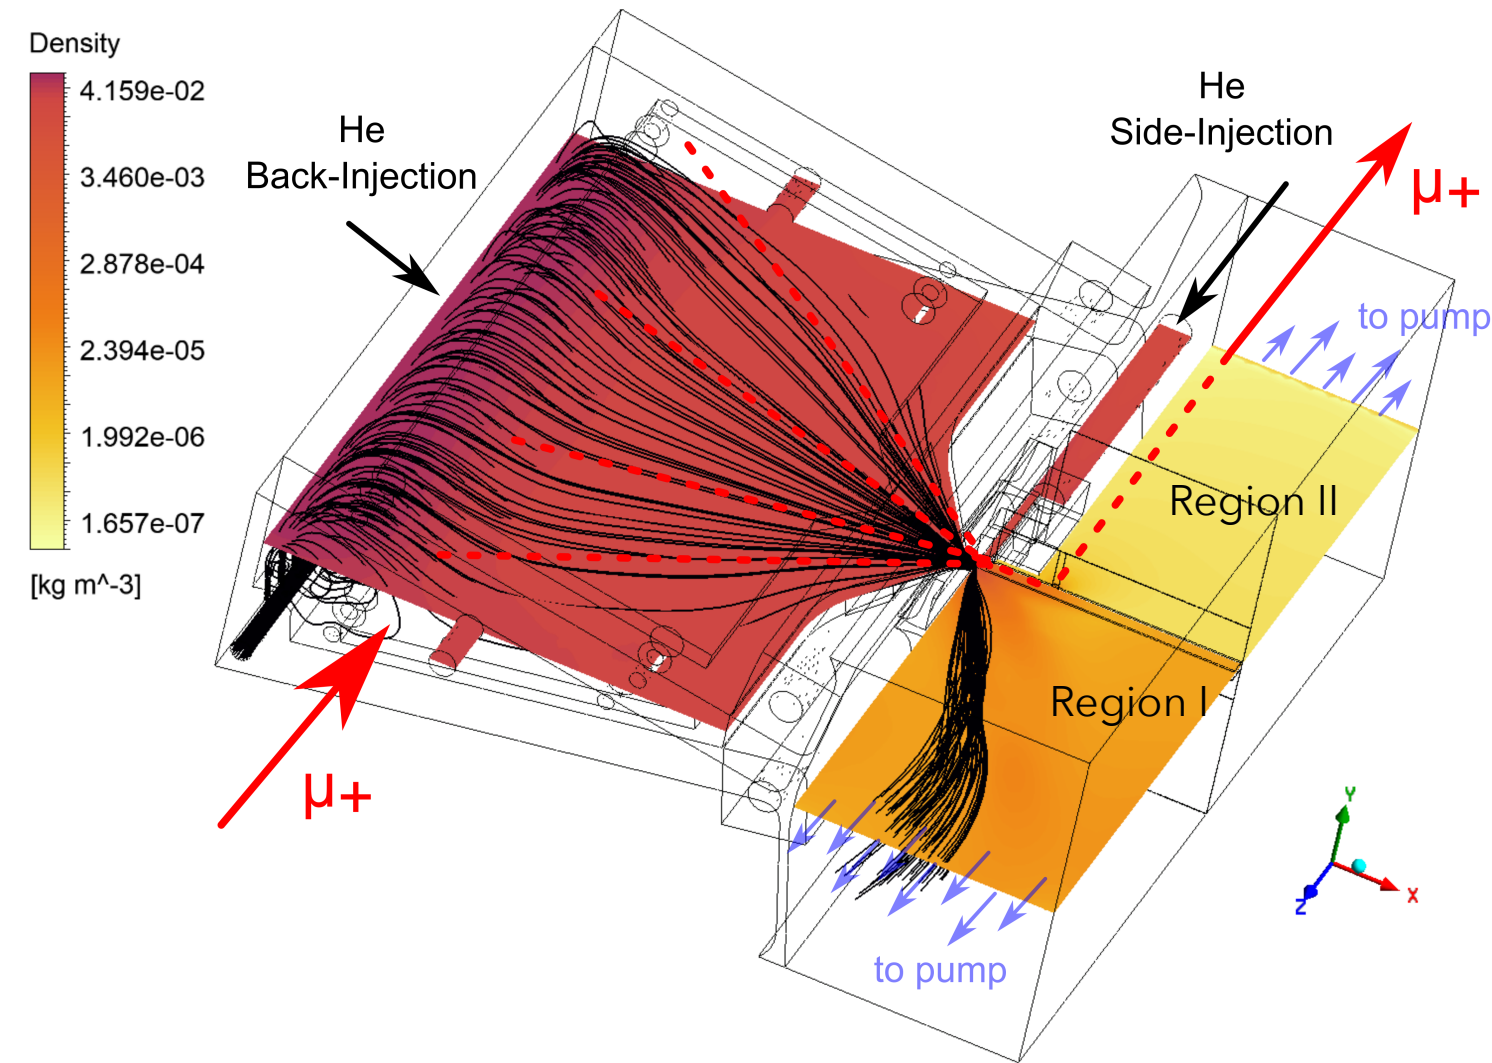 Density
4.159e-02
3.460e-03
2.878e-04
2.394e-05
1.992e-06
1.657e-07
[kg m^-3]
He
Back-Injection
He
Side-Injection
μ+
to pump
Region II
Region I
μ+
to pump
Y
X
Z